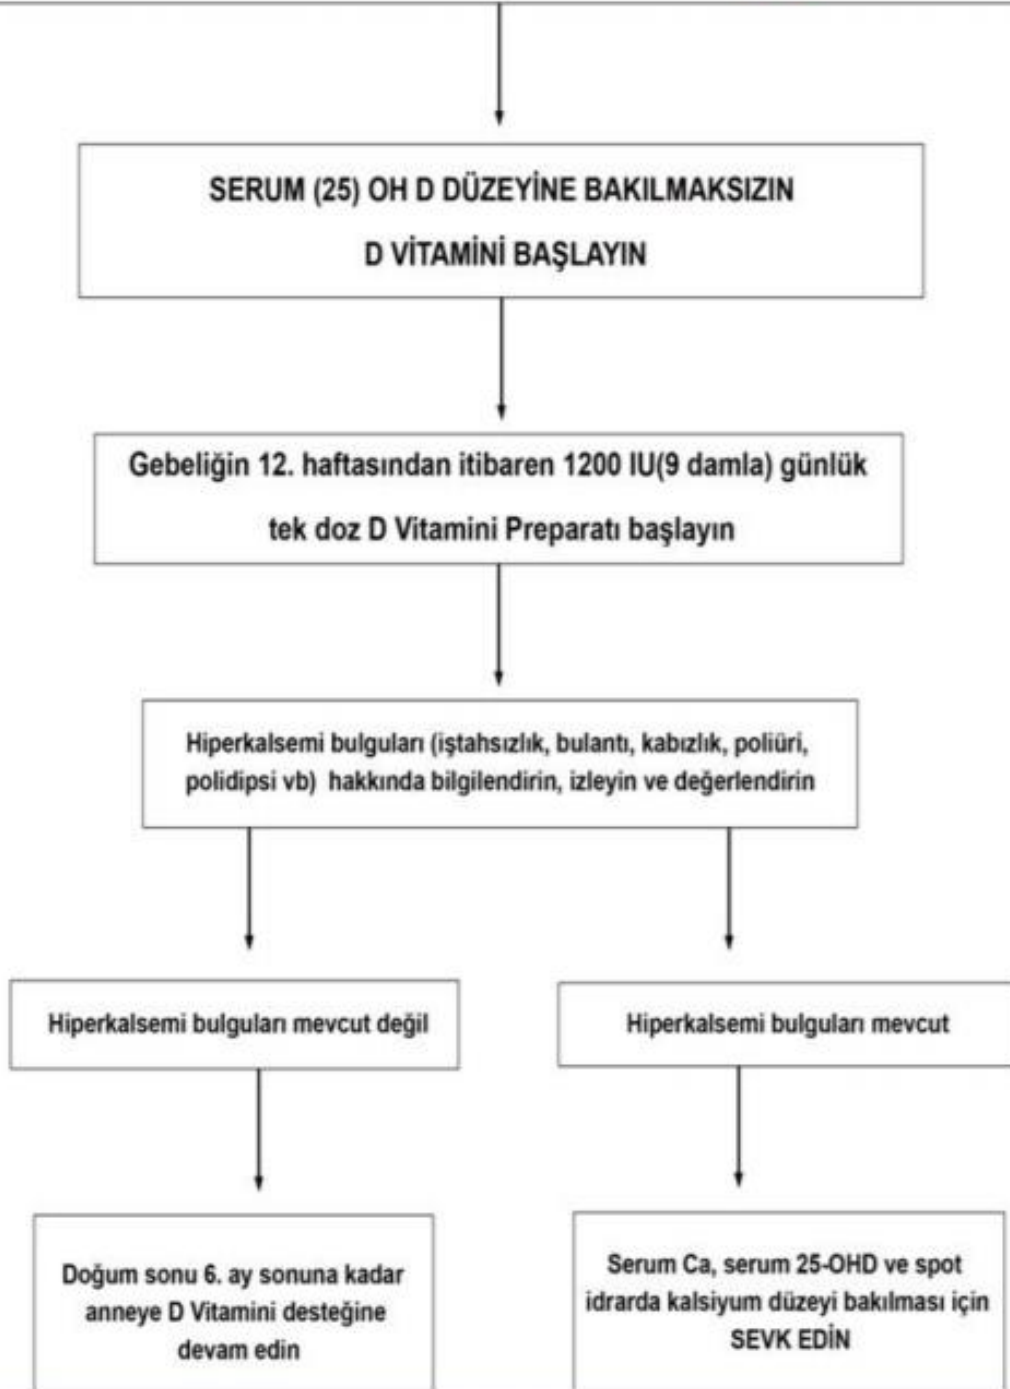 SERUM (25) OH D DÜZEYİNE BAKILMAKSIZIN
D VİTAMİNİ BAŞLAYIN
Gebeliğin 12. haftasından itibaren 1200 IU(9 damla) günlük
tek doz D Vitamini Preparatı başlayın
Hiperkalsemi bulguları (iştahsızlık, bulantı, kabızlık, poliüri,
polidipsi vb) hakkında bilgilendirin, izleyin ve değerlendirin
Hiperkalsemi bulguları mevcut değil
Hiperkalsemi bulguları mevcut
Doğum sonu 6. ay sonuna kadar
anneye D Vitamini desteğine
devam edin
Serum Ca, serum 25-OHD ve spot
idrarda kalsiyum düzeyi bakılması için
SEVK EDİN